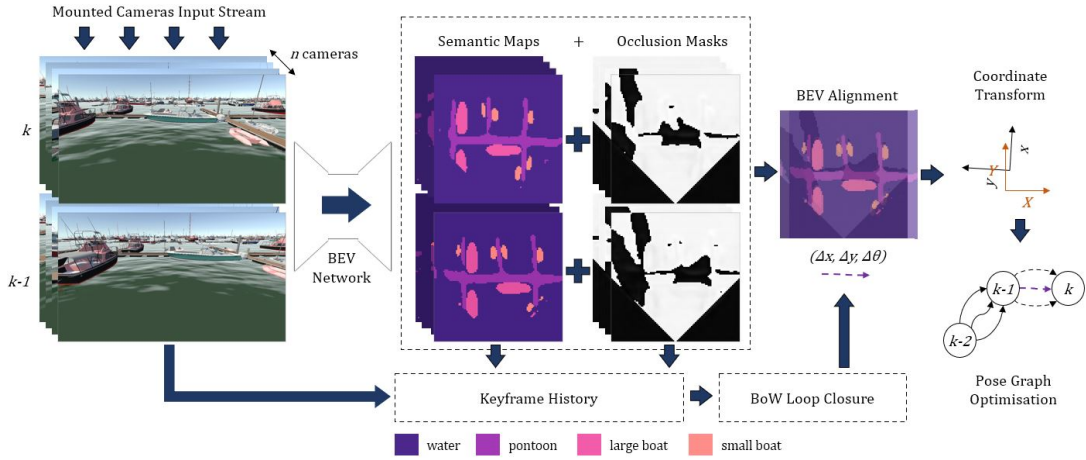 Mounted Cameras Input Stream
n cameras
k
k-1
BEV
Network
Semantic Maps + Occlusion Masks
BEV Alignment
(Δx, Δy, Δθ)
Coordinate
Transform
x
y
Y
X
k-1
k
k-2
Pose Graph
Optimisation
Keyframe History
BoW Loop Closure
water
pontoon
large boat
small boat